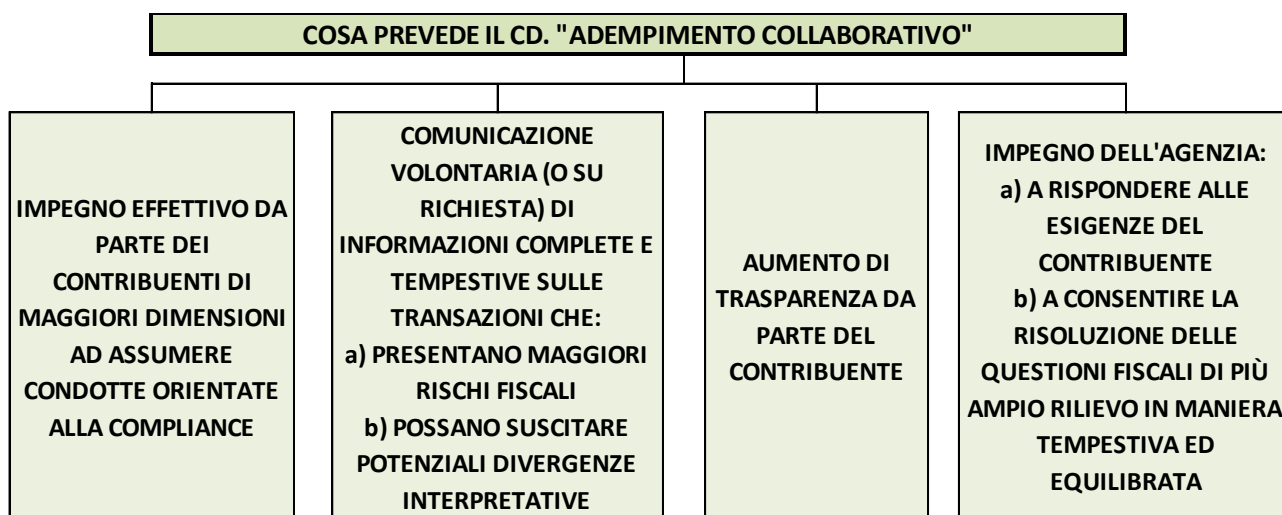 COSA PREVEDE IL CD. "ADEMPIMENTO COLLABORATIVO"
IMPEGNO EFFETTIVO DA
PARTE DEI
CONTRIBUENTI DI
MAGGIORI DIMENSIONI
AD ASSUMERE
CONDOTTE ORIENTATE
ALLA COMPLIANCE
COMUNICAZIONE
VOLONTARIA (O SU
RICHIESTA) DI
INFORMAZIONI COMPLETE E
TEMPESTIVE SULLE
TRANSAZIONI CHE:
a) PRESENTANO MAGGIORI
RISCHI FISCALI
b) POSSANO SUSCITARE
POTENZIALI DIVERGENZE
INTERPRETATIVE
AUMENTO DI
TRASPARENZA DA
PARTE DEL
CONTRIBUENTE
IMPEGNO DELL'AGENZIA:
a) A RISPONDERE ALLE
ESIGENZE DEL
CONTRIBUENTE
b) A CONSENTIRE LA
RISOLUZIONE DELLE
QUESTIONI FISCALI DI PIÙ
AMPIO RILIEVO IN MANIERA
TEMPESTIVA ED
EQUILIBRATA